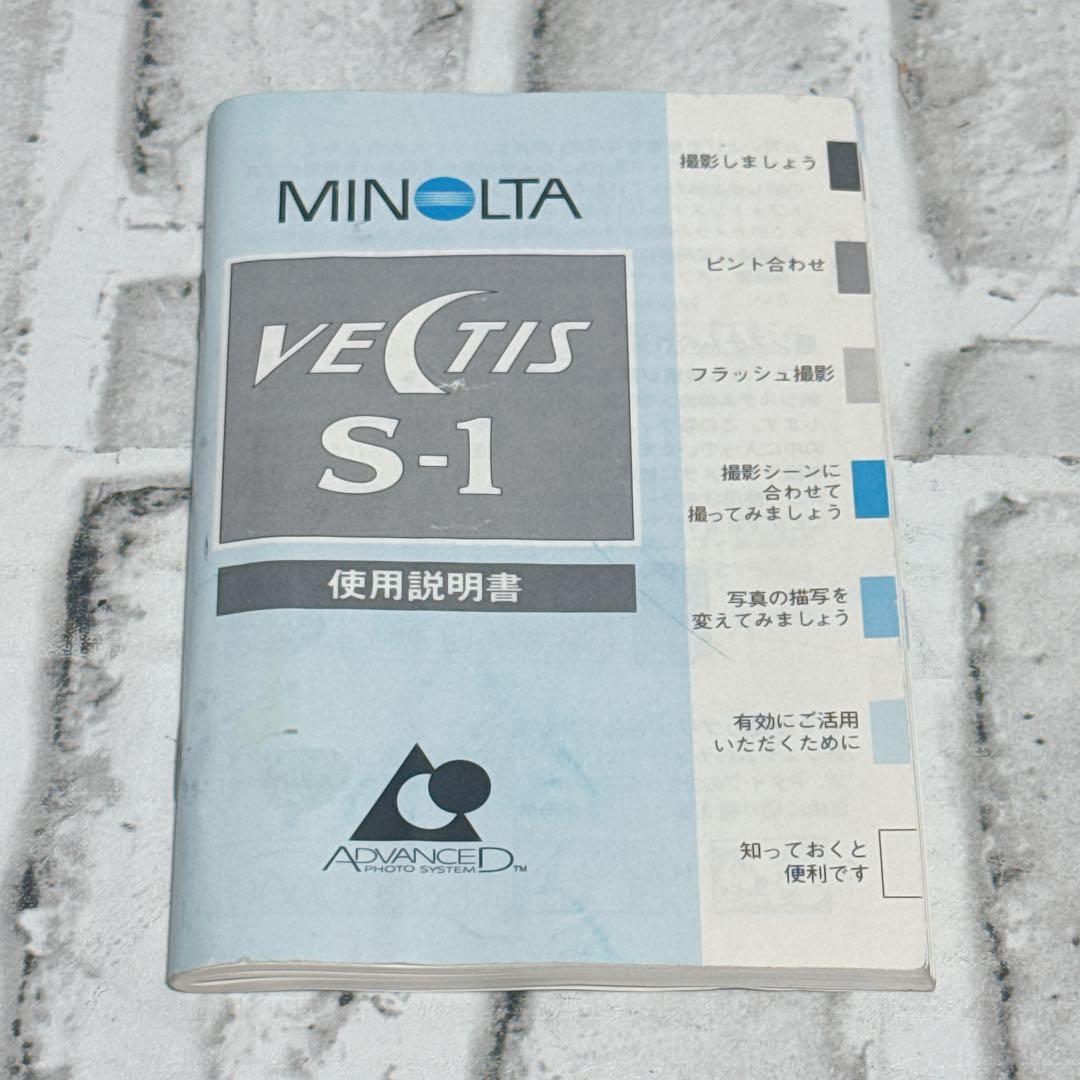 MINOLTA
VECTIS
S-1
使用説明書
ADVANCED
PHOTO SYSTEM™
撮影しましょう
ピント合わせ
フラッシュ撮影
撮影シーンに
合わせて
撮ってみましょう
写真の描写を
変えてみましょう
有効にご活用
いただくために
知っておくと
便利です